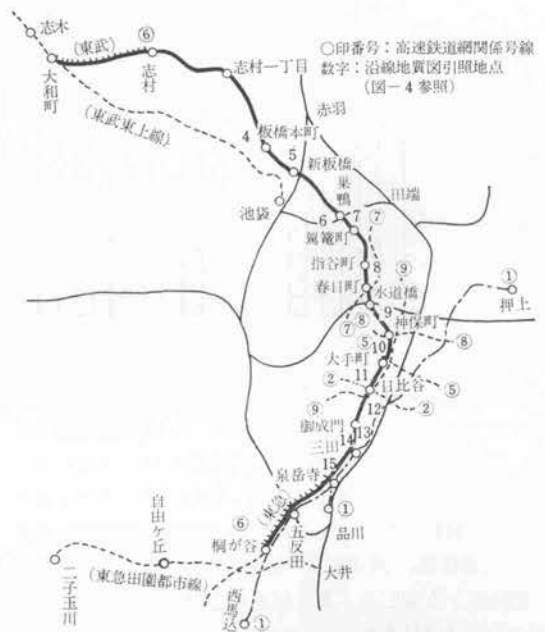 ○印番号：高速鉄道網関係号線
数字：沿線地質図引照地点
(図−4 参照)
志木
(東武)
⑥
大和町
志村
志村一丁目
赤羽
(東武東上線)
4
板橋本町
5
新板橋
巣鴨
田端
池袋
6
7
⑦
駕籠町
指谷町
8
⑨
春日町
水道橋
①
押上
⑦
⑧
9
神保町
⑤
⑧
大手町
10
②
11
日比谷
⑤
⑨
12
②
御成門
13
三田
14
15
泉岳寺
⑥
(東急)
①
自由ケ丘
桐が谷
五反田
品川
二子玉川
(東急田園都市線)
大井
西馬込
①